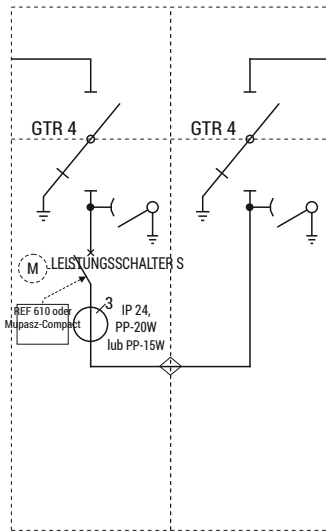 GTR 4
GTR 4
M
LEISTUNGSSCHALTER S
3
IP 24,
PP-20W
lub PP-15W
REF 610 oder
Mupasz-Compact